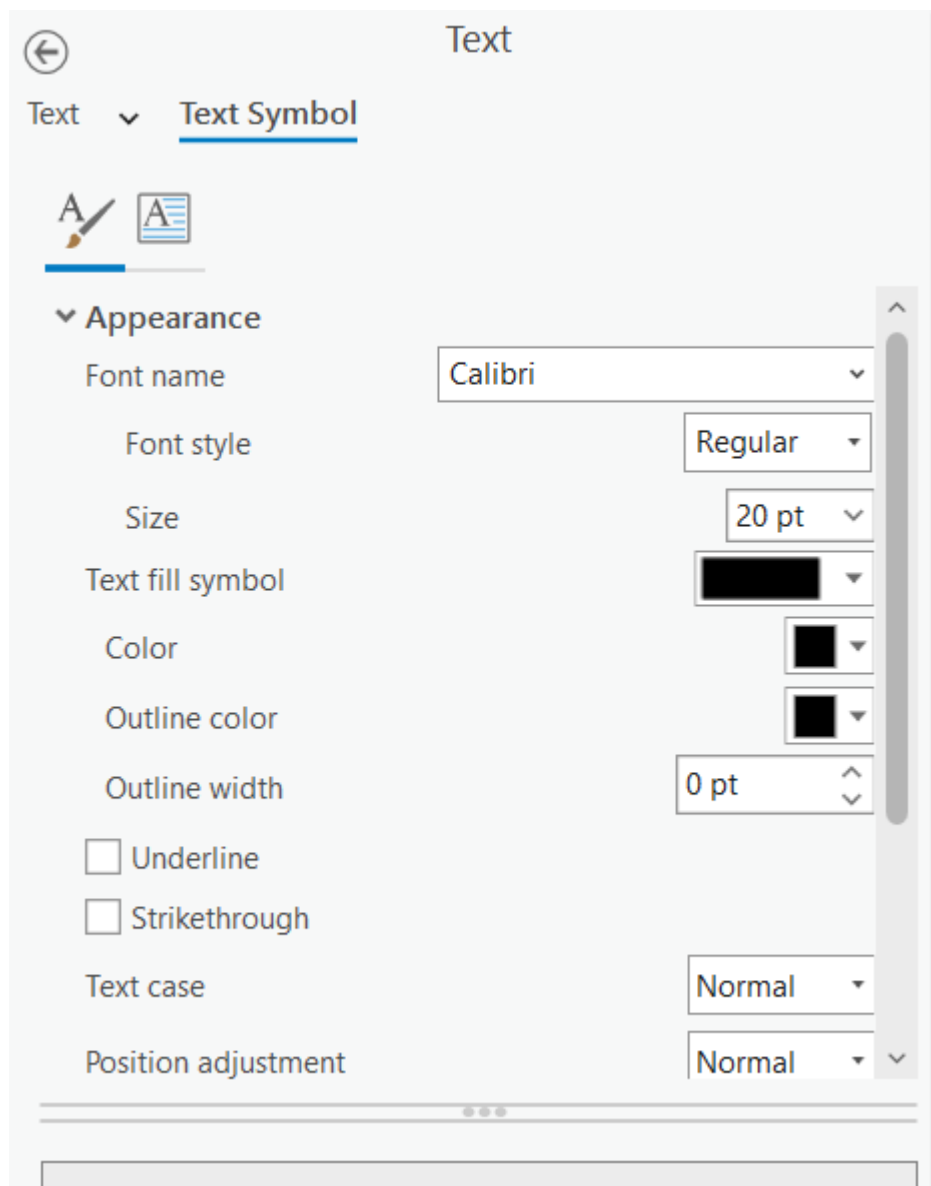 Text
Text Text Symbol
A A
Appearance
Font name Calibri
Font style Regular
Size 20 pt
Text fill symbol
Color
Outline color
Outline width 0 pt
Underline
Strikethrough
Text case Normal
Position adjustment Normal